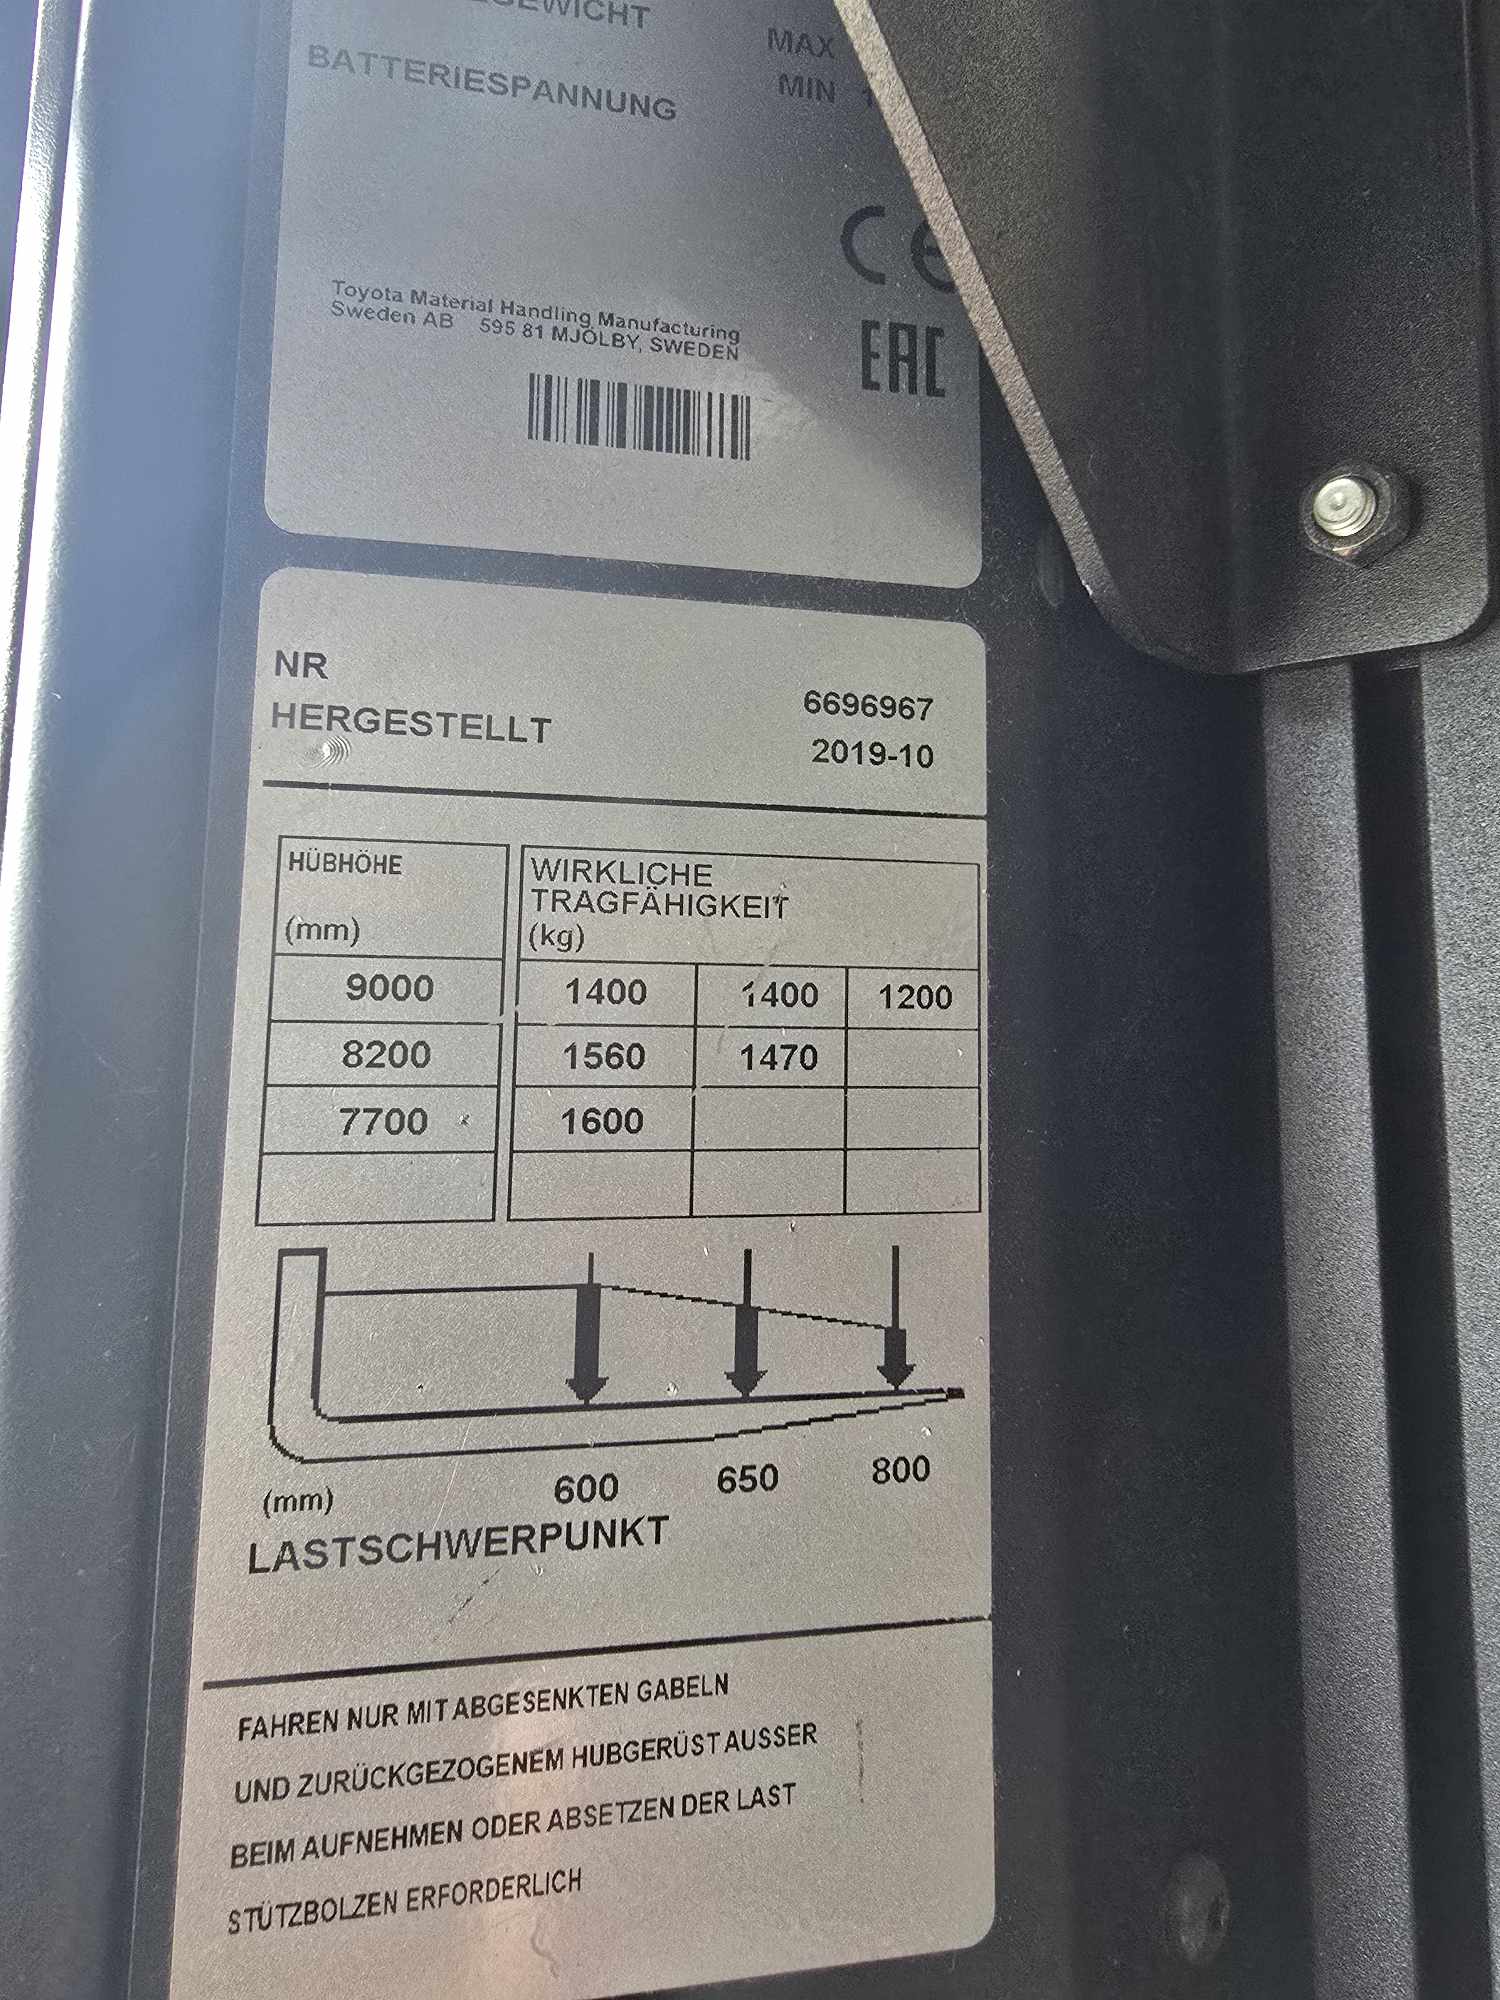 BATTERIESPANNUNG
MAX
MIN
CE
Toyota Material Handling Manufacturing
Sweden AB 595 81 MJÖLBY, SWEDEN
EAC
NR 6696967
HERGESTELLT 2019-10
HÜBHÖHE
(mm)
WIRKLICHE
TRAGFÄHIGKEIT
(kg)
9000 1400 1400 1200
8200 1560 1470
7700 1600
(mm) 600 650 800
LASTSCHWERPUNKT
FAHREN NUR MIT ABGESENKTEN GABELN
UND ZURÜCKGEZOGENEM HUBGERÜST AUSSER
BEIM AUFNEHMEN ODER ABSETZEN DER LAST
STÜTZBOLZEN ERFORDERLICH